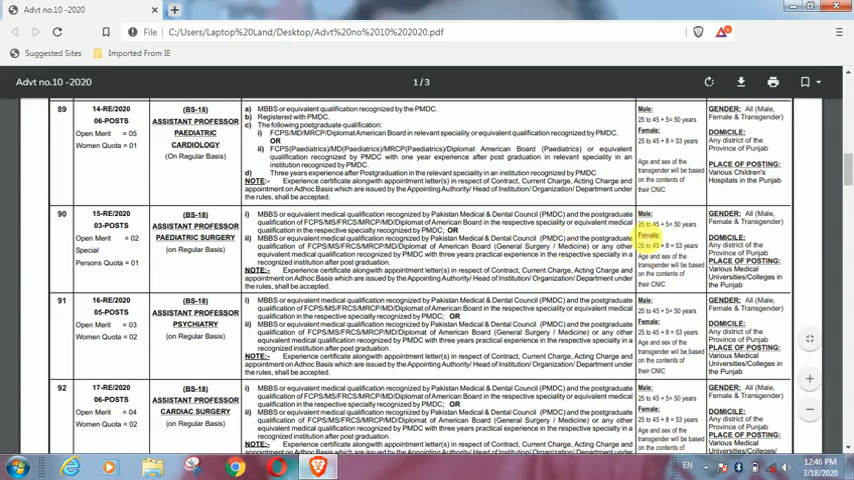 Advt no.10 -2020
File C:/Users/Laptop Land/Desktop/Advt%20no%2010%202020.pdf
Suggested Sites Imported From IE
Advt no.10 -2020
1 / 3
89
14-RE/2020
06-POSTS
Open Merit = 05
Women Quota = 01
(BS-18)
ASSISTANT PROFESSOR
PAEDIATRIC
CARDIOLOGY
(On Regular Basis)
a) MBBS or equivalent qualification recognized by the PMDC.
b) Registered with PMDC.
c) The following postgraduate qualification:
i) FCPS/MD/MRCP/DiplomatAmerican Board in relevant speciality or equivalent qualification recognized by PMDC.
OR
ii) FCPS(Paediatrics)/MD(Paediatrics)/MRCP(Paediatrics)/Diplomat American Board (Paediatrics) or equivalent
qualification recognized by PMDC with one year experience after post graduation in relevant speciality in an
institution recognized by PMDC.
d) Three years experience after Postgraduation in the relevant speciality in an institution recognized by PMDC
NOTE:- Experience certificate alongwith appointment letter(s) in respect of Contract, Current Charge, Acting Charge and
appointment on Adhoc Basis which are issued by the Appointing Authority/ Head of Institution/ Organization/ Department under
the rules, shall be accepted.
Male:
25 to 45 + 5= 50 years
Female:
25 to 45 + 8 = 53 years
Age and sex of the
transgender will be based
on the contents of
their CNIC
GENDER: All (Male,
Female & Transgender)
DOMICILE:
Any district of the
Province of Punjab
PLACE OF POSTING:
Various Children's
Hospitals in the Punjab
90
15-RE/2020
03-POSTS
Open Merit = 02
Special
Persons Quota = 01
(BS-18)
ASSISTANT PROFESSOR
PAEDIATRIC SURGERY
(on Regular Basis)
i) MBBS or equivalent medical qualification recognized by Pakistan Medical & Dental Council (PMDC) and the postgraduate
qualification of FCPS/MS/FRCS/MRCP/MD/Diplomat of American Board in the respective speciality or equivalent medical
qualification in the respective specialty recognized by PMDC; OR
ii) MBBS or equivalent medical qualification recognized by Pakistan Medical & Dental Council (PMDC) and the postgraduate
qualification of FCPS/MS/FRCS/MRCP/MD/Diplomat of American Board (General Surgery / Medicine) or any other
equivalent medical qualification recognized by PMDC with three years practical experience in the respective specialty in
recognized institution after post graduation.
NOTE:- Experience certificate alongwith appointment letter(s) in respect of Contract, Current Charge, Acting Charge and
appointment on Adhoc Basis which are issued by the Appointing Authority/ Head of Institution/ Organization/ Department under
the rules, shall be accepted.
Male:
25 to 45 + 5= 50 years
Female:
25 to 45 + 8 = 53 years
Age and sex of the
transgender will be based
on the contents of
their CNIC
GENDER: All (Male,
Female & Transgender)
DOMICILE:
Any district of the
Province of Punjab
PLACE OF POSTING:
Various Medical
Universities/Colleges in
the Punjab
91
16-RE/2020
05-POSTS
Open Merit = 03
Women Quota = 02
(BS-18)
ASSISTANT PROFESSOR
PSYCHIATRY
(on Regular Basis)
i) MBBS or equivalent medical qualification recognized by Pakistan Medical & Dental Council (PMDC) and the postgraduate
qualification of FCPS/MS/FRCS/MRCP/MD/Diplomat of American Board in the respective speciality or equivalent medical
qualification in the respective specialty recognized by PMDC; OR
ii) MBBS or equivalent medical qualification recognized by Pakistan Medical & Dental Council (PMDC) and the postgraduate
qualification of FCPS/MS/FRCS/MRCP/MD/Diplomat of American Board (General Surgery / Medicine) or any other
equivalent medical qualification recognized by PMDC with three years practical experience in the respective specialty in
recognized institution after post graduation.
NOTE:- Experience certificate alongwith appointment letter(s) in respect of Contract, Current Charge, Acting Charge and
appointment on Adhoc Basis which are issued by the Appointing Authority/ Head of Institution/ Organization/ Department under
the rules, shall be accepted.
Male:
25 to 45 + 5= 50 years
Female:
25 to 45 + 8 = 53 years
Age and sex of the
transgender will be based
on the contents of
their CNIC
GENDER: All (Male,
Female & Transgender)
DOMICILE:
Any district of the
Province of Punjab
PLACE OF POSTING:
Various Medical
Universities/Colleges in
the Punjab
92
17-RE/2020
06-POSTS
Open Merit = 04
Women Quota = 02
(BS-18)
ASSISTANT PROFESSOR
CARDIAC SURGERY
(on Regular Basis)
i) MBBS or equivalent medical qualification recognized by Pakistan Medical & Dental Council (PMDC) and the postgraduate
qualification of FCPS/MS/FRCS/MRCP/MD/Diplomat of American Board in the respective speciality or equivalent medical
qualification in the respective specialty recognized by PMDC; OR
ii) MBBS or equivalent medical qualification recognized by Pakistan Medical & Dental Council (PMDC) and the postgraduate
qualification of FCPS/MS/FRCS/MRCP/MD/Diplomat of American Board (General Surgery / Medicine) or any other
equivalent medical qualification recognized by PMDC with three years practical experience in the respective specialty in
recognized institution after post graduation.
NOTE:- Experience certificate alongwith appointment letter(s) in respect of Contract, Current Charge, Acting Charge and
Male:
25 to 45 + 5= 50 years
Female:
25 to 45 + 8 = 53 years
Age and sex of the
transgender will be based
on the contents of
GENDER: All (Male,
Female & Transgender)
DOMICILE:
Any district of the
Province of Punjab
PLACE OF POSTING:
Various Medical
EN
12:46 PM
3/18/2020